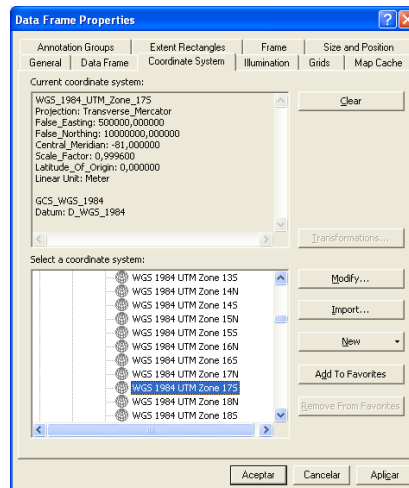 Data Frame Properties
Annotation Groups Extent Rectangles Frame Size and Position
General Data Frame Coordinate System Illumination Grids Map Cache
Current coordinate system:
WGS_1984_UTM_Zone_17S
Projection: Transverse_Mercator
False_Easting: 500000,000000
False_Northing: 10000000,000000
Central_Meridian: -81,000000
Scale_Factor: 0,999600
Latitude_Of_Origin: 0,000000
Linear Unit: Meter
GCS_WGS_1984
Datum: D_WGS_1984
Clear
Transformations...
Select a coordinate system:
WGS 1984 UTM Zone 13S
WGS 1984 UTM Zone 14N
WGS 1984 UTM Zone 14S
WGS 1984 UTM Zone 15N
WGS 1984 UTM Zone 15S
WGS 1984 UTM Zone 16N
WGS 1984 UTM Zone 16S
WGS 1984 UTM Zone 17N
WGS 1984 UTM Zone 17S
WGS 1984 UTM Zone 18N
WGS 1984 UTM Zone 18S
Modify...
Import...
New
Add To Favorites
Remove From Favorites
Aceptar Cancelar Aplicar